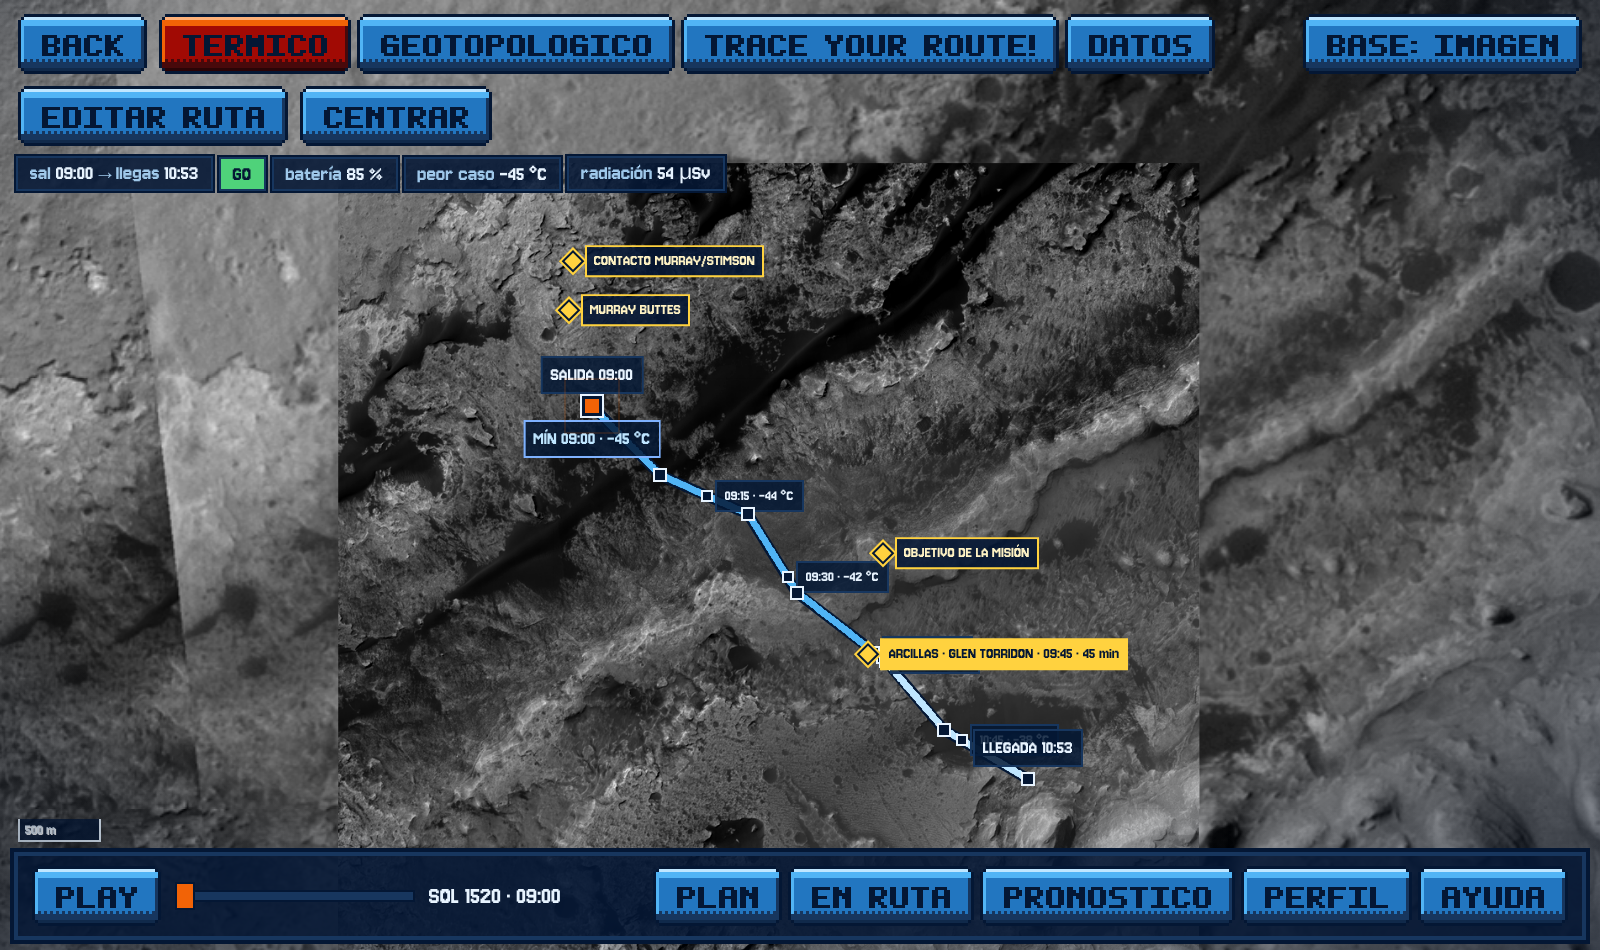 BACK
TERMICO
GEOTOPOLOGICO
TRACE YOUR ROUTE!
DATOS
BASE: IMAGEN
EDITAR RUTA
CENTRAR
sal 09:00 → llegas 10:53
GO
batería 85 %
peor caso -45 °C
radiación 54 µSv
CONTACTO MURRAY/STIMSON
MURRAY BUTTES
SALIDA 09:00
MÍN 09:00 · -45 °C
09:15 · -44 °C
OBJETIVO DE LA MISIÓN
09:30 · -42 °C
ARCILLAS · GLEN TORRIDON · 09:45 · 45 min
LLEGADA 10:53
500 m
PLAY
SOL 1520 · 09:00
PLAN
EN RUTA
PRONOSTICO
PERFIL
AYUDA